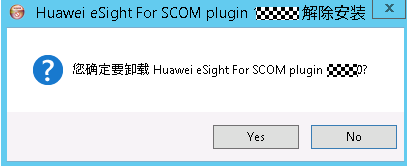 Huawei eSight For SCOM plugin 解除安装
您确定要卸载 Huawei eSight For SCOM plugin 0?
Yes No